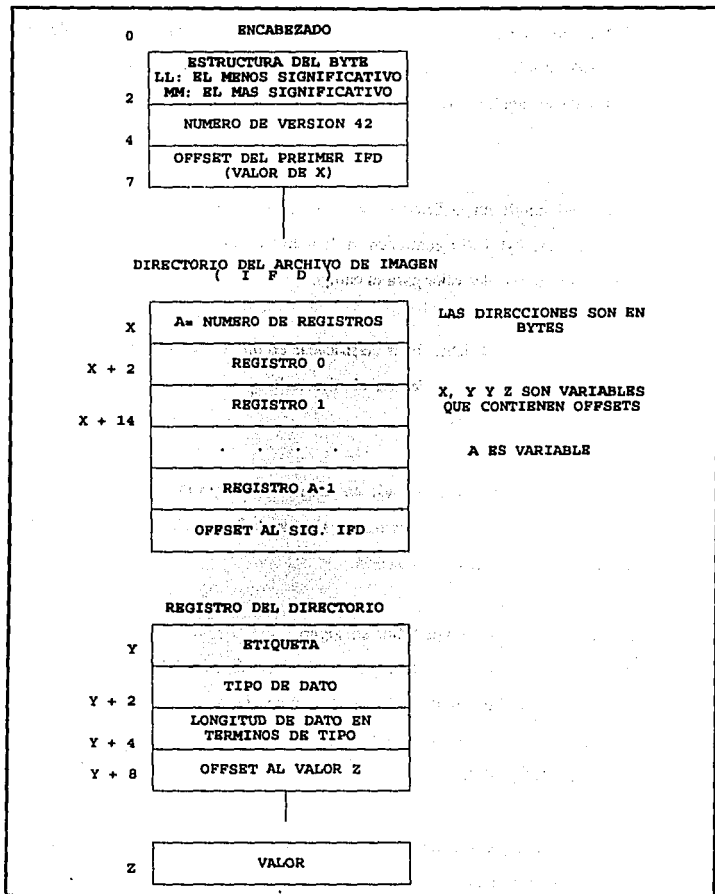 ENCABEZADO
0
ESTRUCTURA DEL BYTE
LL: EL MENOS SIGNIFICATIVO
MM: EL MAS SIGNIFICATIVO
2
NUMERO DE VERSION 42
4
OFFSET DEL PREIMER IFD
(VALOR DE X)
7
DIRECTORIO DEL ARCHIVO DE IMAGEN
( I F D )
X
A= NUMERO DE REGISTROS
LAS DIRECCIONES SON EN
BYTES
X + 2
REGISTRO 0
REGISTRO 1
X, Y Y Z SON VARIABLES
QUE CONTIENEN OFFSETS
X + 14
. . . .
A ES VARIABLE
REGISTRO A-1
OFFSET AL SIG. IFD
REGISTRO DEL DIRECTORIO
Y
ETIQUETA
TIPO DE DATO
Y + 2
LONGITUD DE DATO EN
TERMINOS DE TIPO
Y + 4
Y + 8
OFFSET AL VALOR Z
Z
VALOR